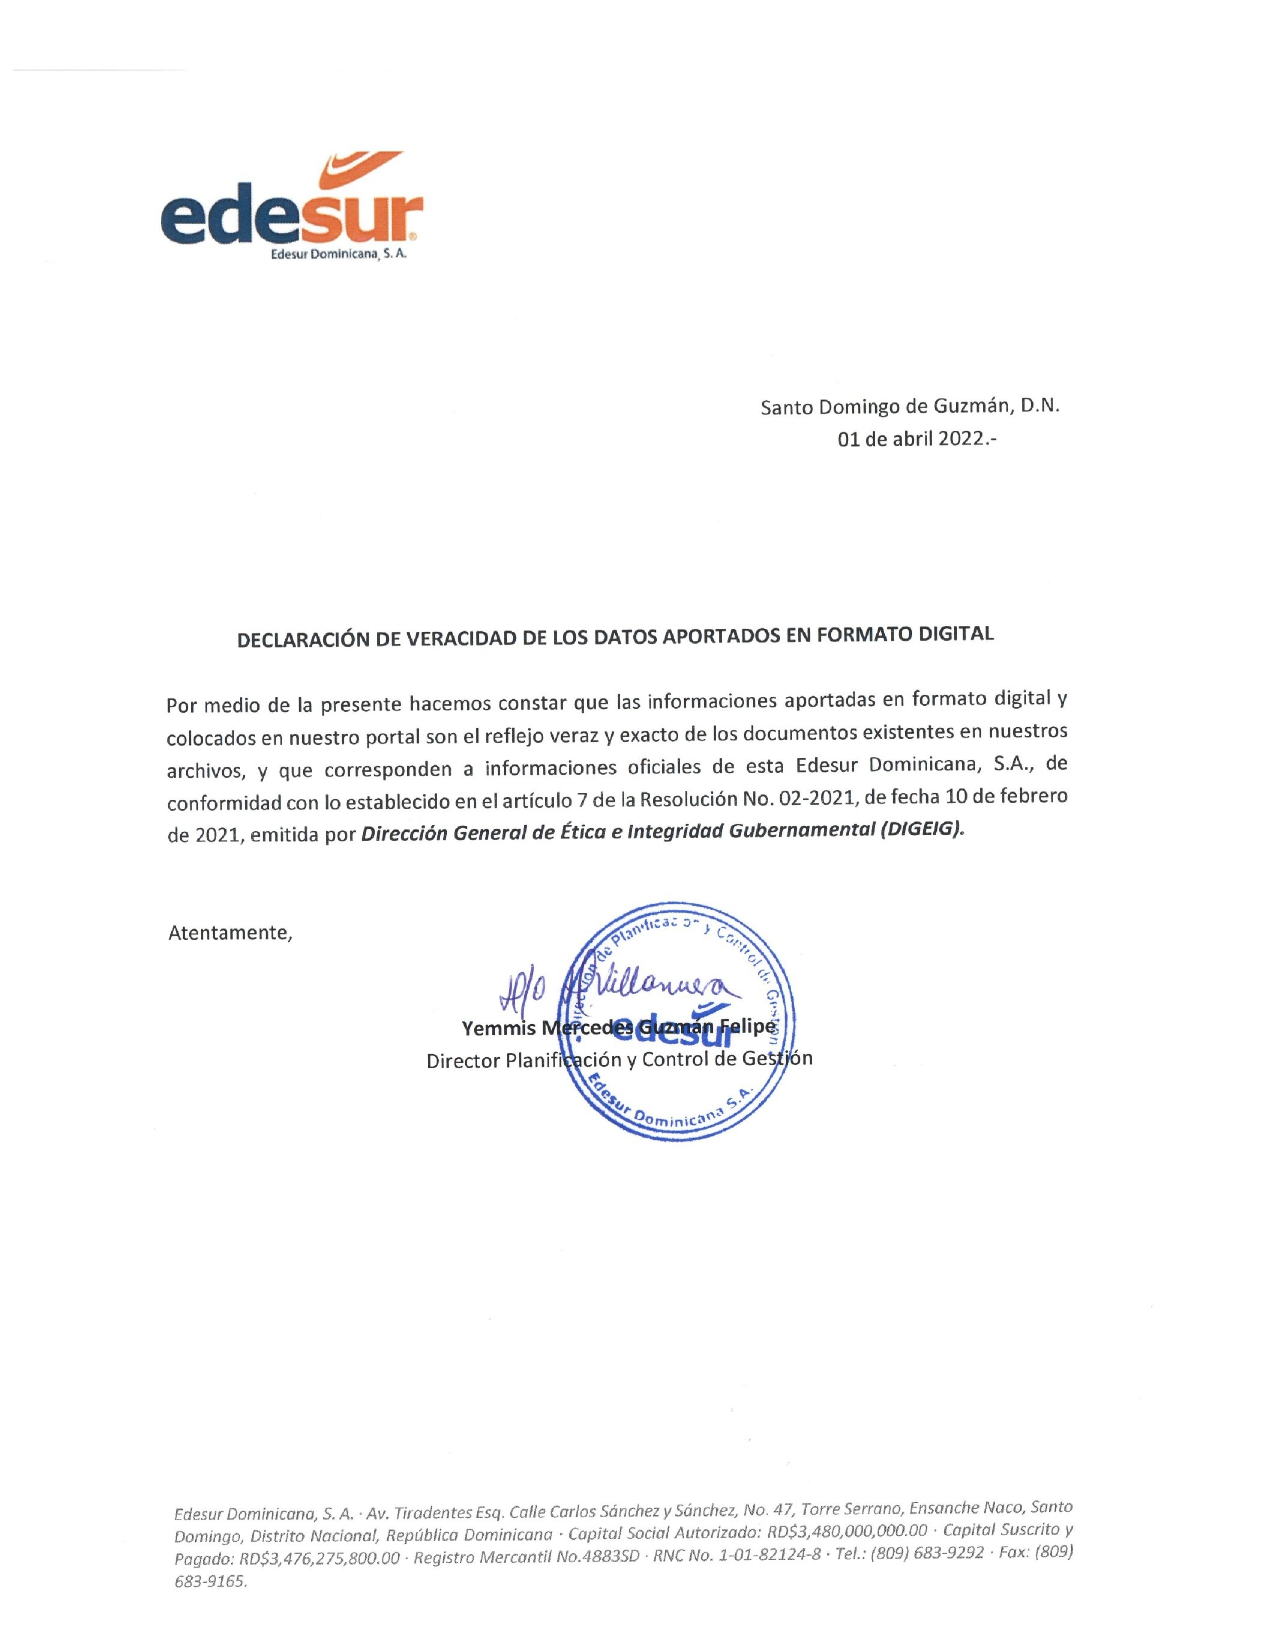 edesur
Edesur Dominicana, S. A.
Santo Domingo de Guzmán, D.N.
01 de abril 2022.-
DECLARACIÓN DE VERACIDAD DE LOS DATOS APORTADOS EN FORMATO DIGITAL
Por medio de la presente hacemos constar que las informaciones aportadas en formato digital y
colocados en nuestro portal son el reflejo veraz y exacto de los documentos existentes en nuestros
archivos, y que corresponden a informaciones oficiales de esta Edesur Dominicana, S.A., de
conformidad con lo establecido en el artículo 7 de la Resolución No. 02-2021, de fecha 10 de febrero
de 2021, emitida por Dirección General de Ética e Integridad Gubernamental (DIGEIG).
Atentamente,
Dirección de Planificación y Control de Gestión
Villanueva
Yemmis Mercedes Guzmán Felipe
edesur
Director Planificación y Control de Gestión
Edesur Dominicana S.A.
Edesur Dominicana, S. A. · Av. Tiradentes Esq. Calle Carlos Sánchez y Sánchez, No. 47, Torre Serrano, Ensanche Naco, Santo
Domingo, Distrito Nacional, República Dominicana · Capital Social Autorizado: RD$3,480,000,000.00 · Capital Suscrito y
Pagado: RD$3,476,275,800.00 · Registro Mercantil No.4883SD · RNC No. 1-01-82124-8 · Tel.: (809) 683-9292 · Fax: (809)
683-9165.